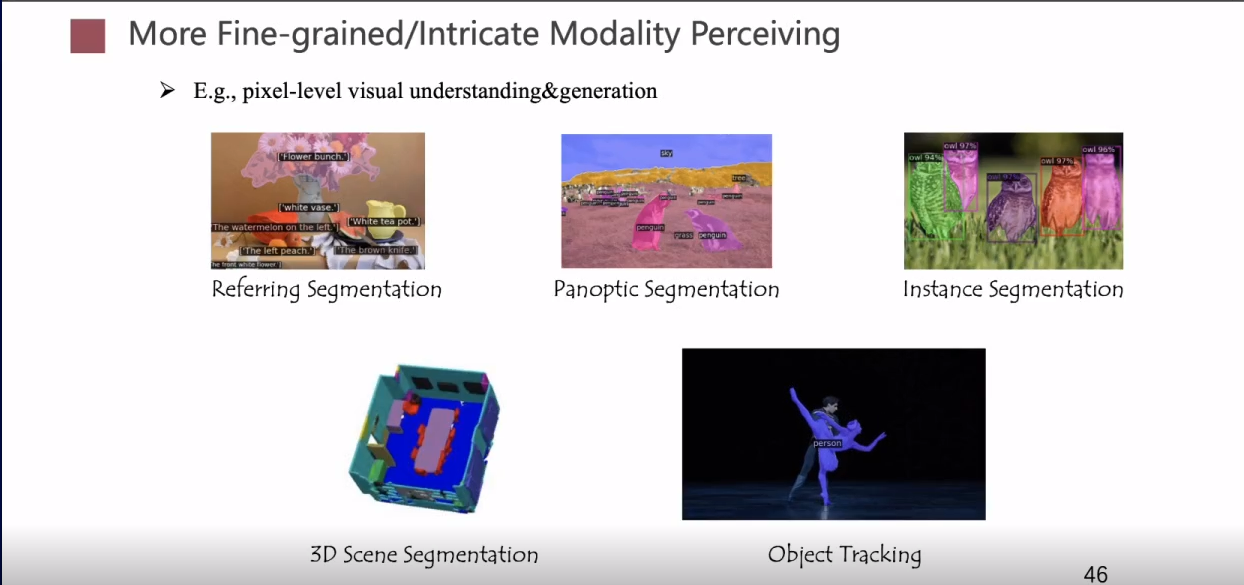 More Fine-grained/Intricate Modality Perceiving
➤ E.g., pixel-level visual understanding&generation
['Flower bunch.']
['white vase.']
['White tea pot.']
'The watermelon on the left.']
['The left peach.']
['The brown knife.']
he front white flower.']
sky
tree
penguin
grass
penguin
owl 94%
owl 97%
owl 97%
owl 96%
Referring Segmentation
Panoptic Segmentation
Instance Segmentation
person
3D Scene Segmentation
Object Tracking
46